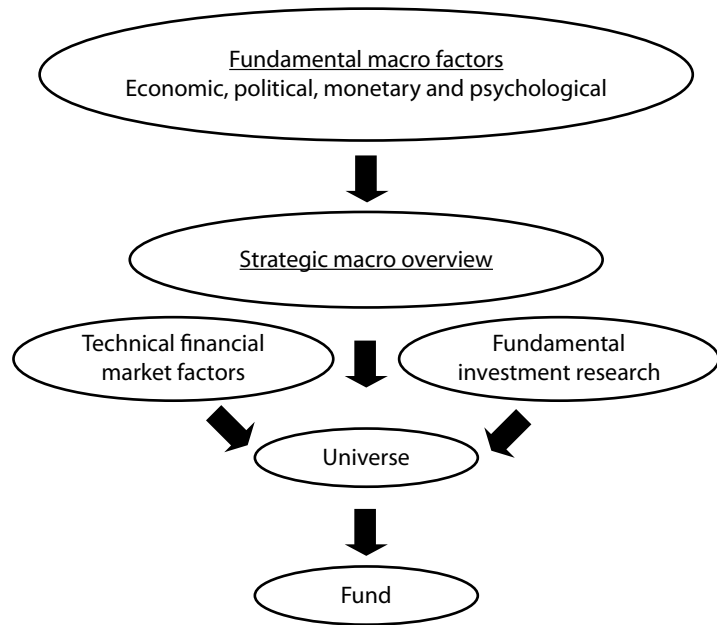 Fundamental macro factors
Economic, political, monetary and psychological
Strategic macro overview
Technical financial
market factors
Fundamental
investment research
Universe
Fund